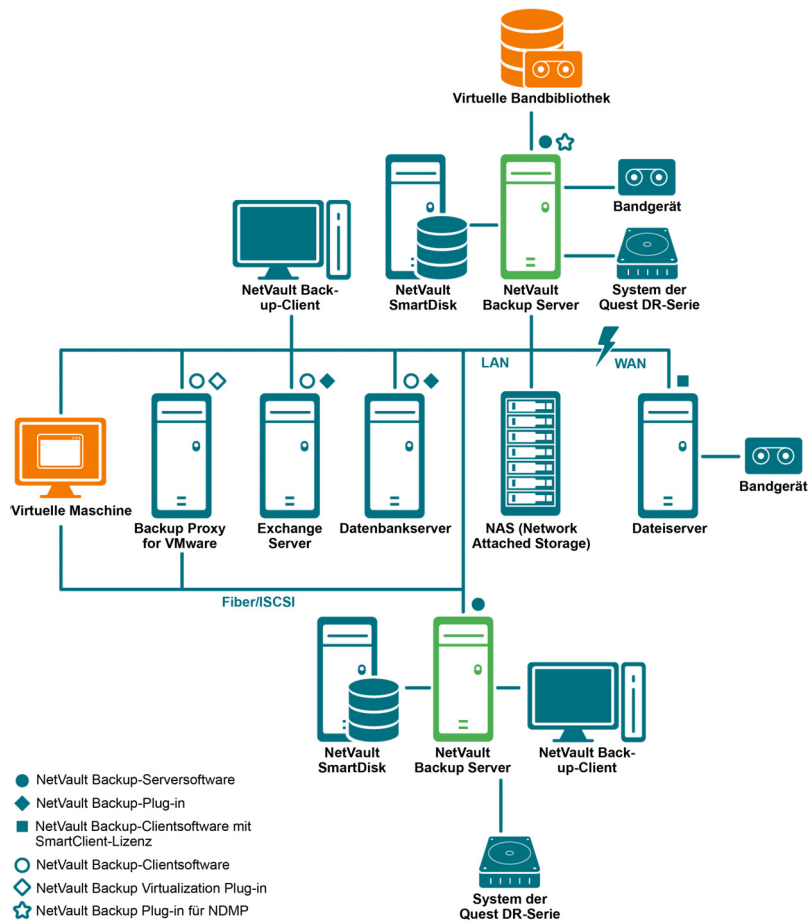 Virtuelle Bandbibliothek
Bandgerät
NetVault Back-
up-Client
NetVault
SmartDisk
NetVault
Backup Server
System der
Quest DR-Serie
LAN
WAN
Virtuelle Maschine
Backup Proxy
for VMware
Exchange
Server
Datenbankserver
NAS (Network
Attached Storage)
Dateiserver
Bandgerät
Fiber/ISCSI
NetVault
SmartDisk
NetVault
Backup Server
NetVault Back-
up-Client
System der
Quest DR-Serie
NetVault Backup-Serversoftware
NetVault Backup-Plug-in
NetVault Backup-Clientsoftware mit
SmartClient-Lizenz
NetVault Backup-Clientsoftware
NetVault Backup Virtualization Plug-in
NetVault Backup Plug-in für NDMP